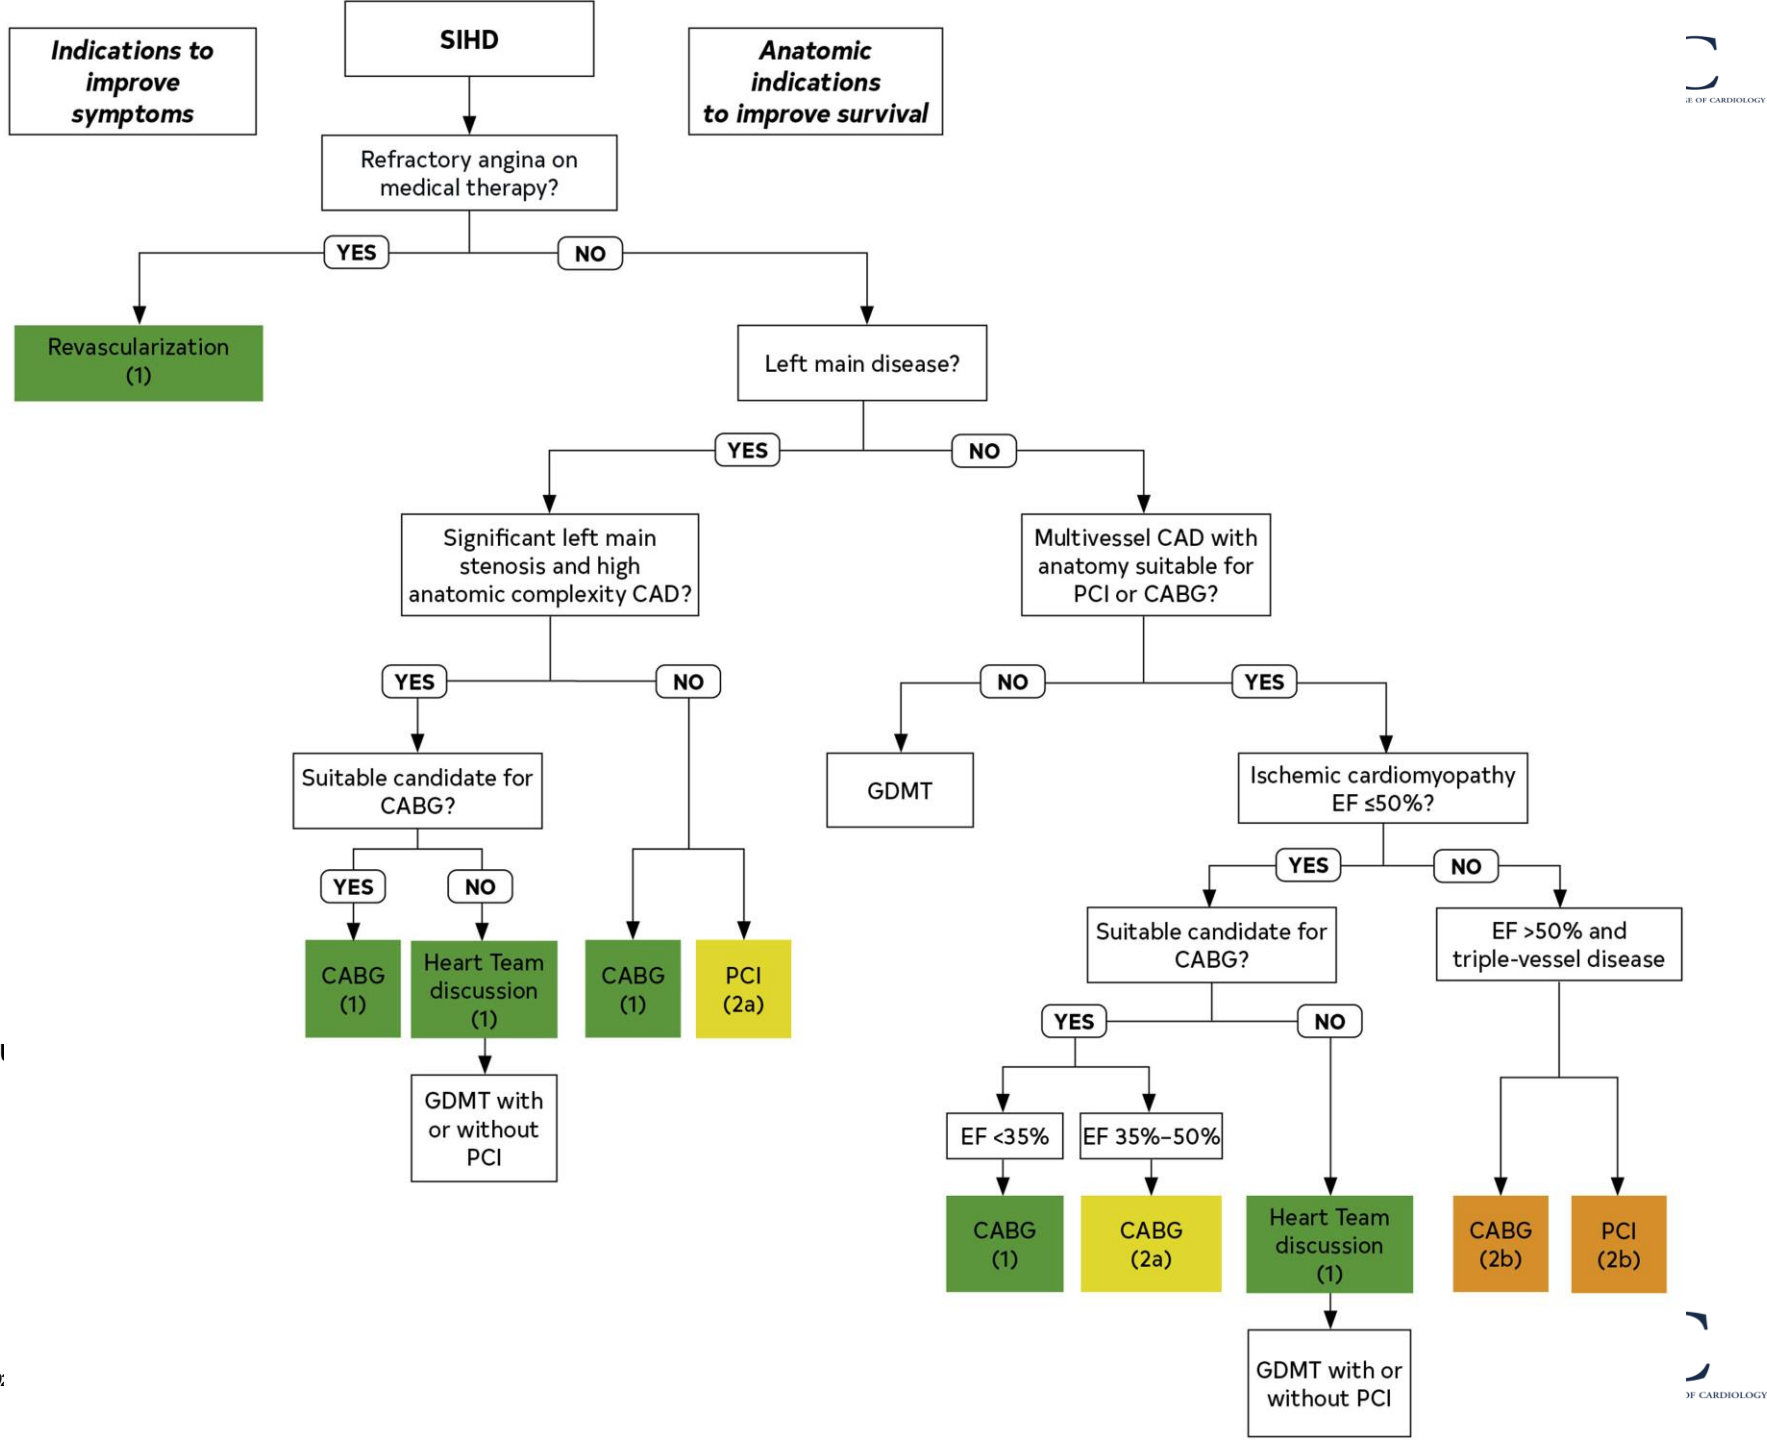 Indications to
improve
symptoms
SIHD
Anatomic
indications
to improve survival
OF CARDIOLOGY
Refractory angina on
medical therapy?
YES
NO
Revascularization
(1)
Left main disease?
YES
NO
Significant left main
stenosis and high
anatomic complexity CAD?
Multivessel CAD with
anatomy suitable for
PCI or CABG?
YES
NO
NO
YES
Suitable candidate for
CABG?
GDMT
Ischemic cardiomyopathy
EF ≤50%?
YES
NO
YES
NO
CABG
(1)
Heart Team
discussion
(1)
CABG
(1)
PCI
(2a)
Suitable candidate for
CABG?
EF >50% and
triple-vessel disease
YES
NO
GDMT with
or without
PCI
EF <35%
EF 35%–50%
CABG
(1)
CABG
(2a)
Heart Team
discussion
(1)
CABG
(2b)
PCI
(2b)
GDMT with or
without PCI
OF CARDIOLOGY